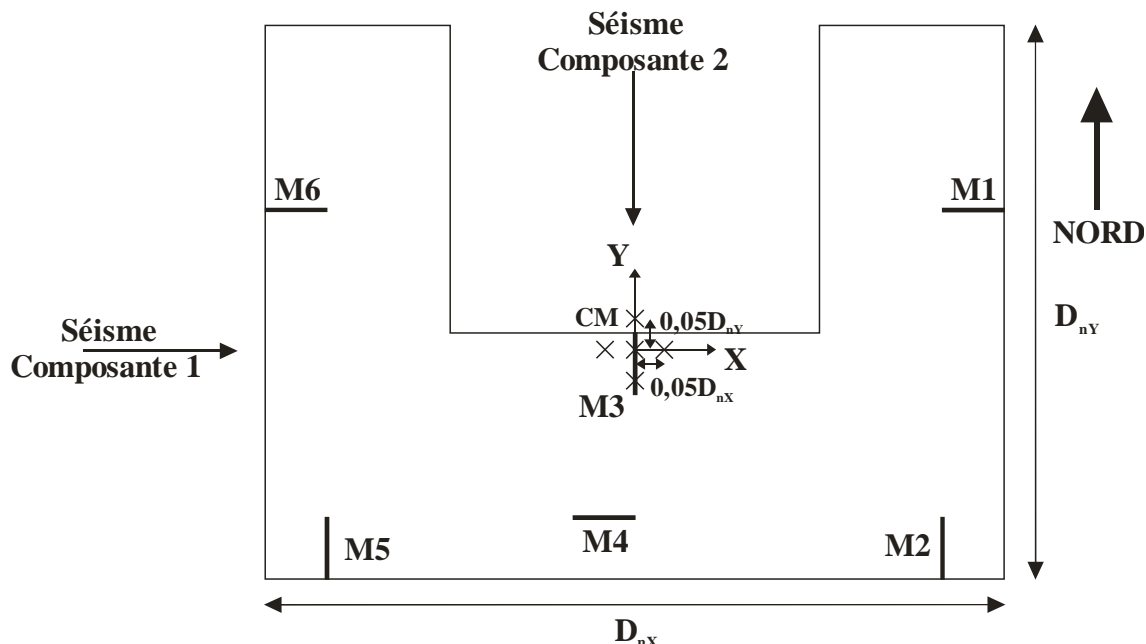 Séisme
Composante 2
M6
M1
NORD
Y
CM
0,05DnY
DnY
Séisme
Composante 1
X
0,05DnX
M3
M5
M4
M2
DnX